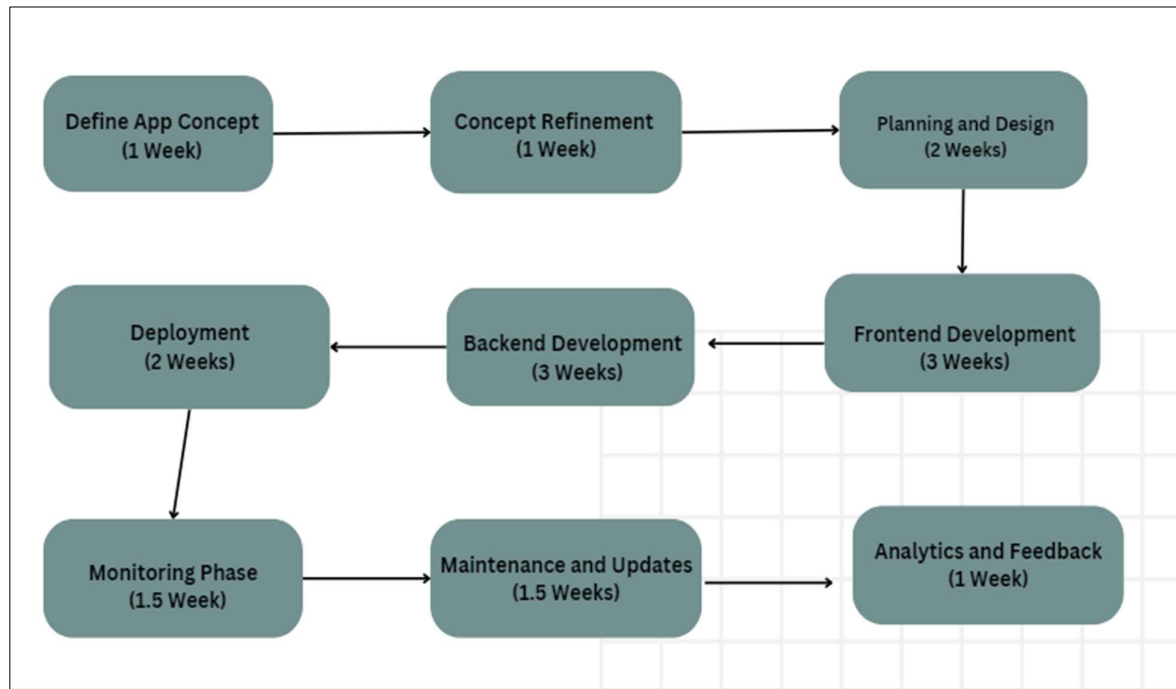 Define App Concept
(1 Week)
Concept Refinement
(1 Week)
Planning and Design
(2 Weeks)
Frontend Development
(3 Weeks)
Backend Development
(3 Weeks)
Deployment
(2 Weeks)
Monitoring Phase
(1.5 Week)
Maintenance and Updates
(1.5 Weeks)
Analytics and Feedback
(1 Week)